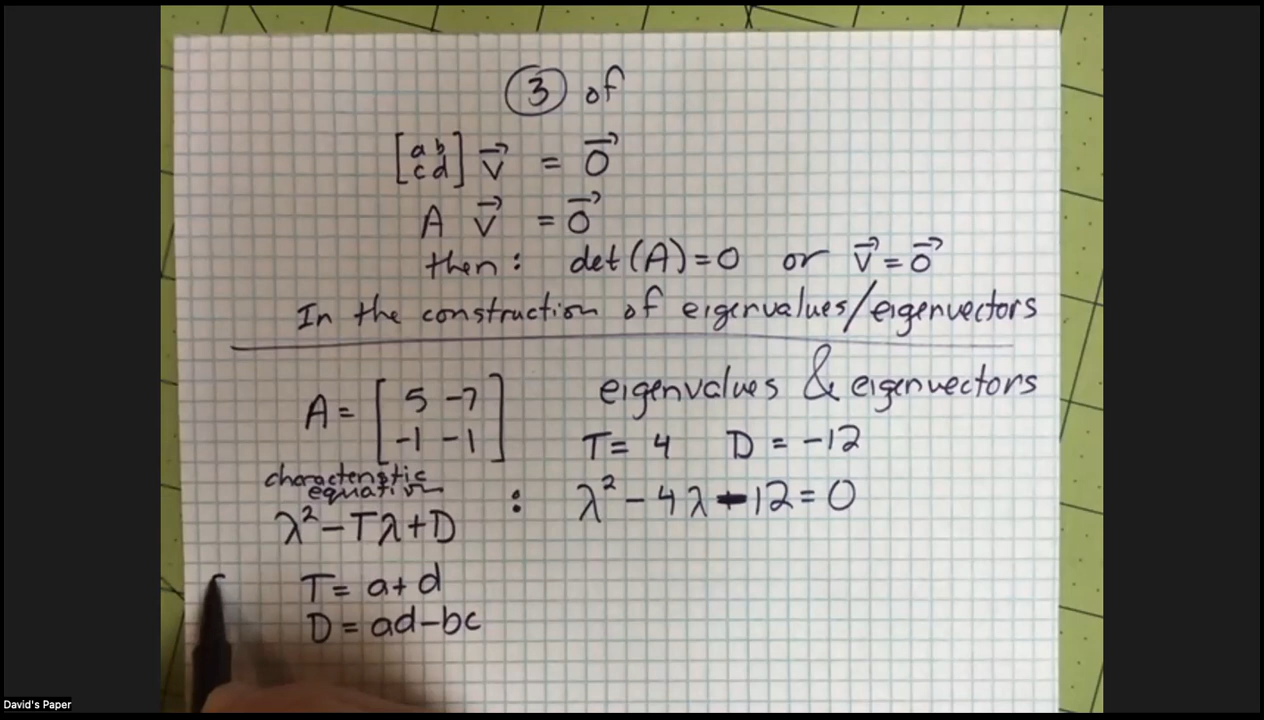 ③ of
[a b
c d] v⃗ = 0⃗
A v⃗ = 0⃗
then: det(A)=0 or v⃗=0⃗
In the construction of eigenvalues/eigenvectors
eigenvalues & eigenvectors
A = [5 -7
-1 -1]
T= 4 D = -12
characteristic
equation : λ² - 4λ - 12 = 0
λ² - Tλ + D
T = a + d
D = ad - bc
David's Paper